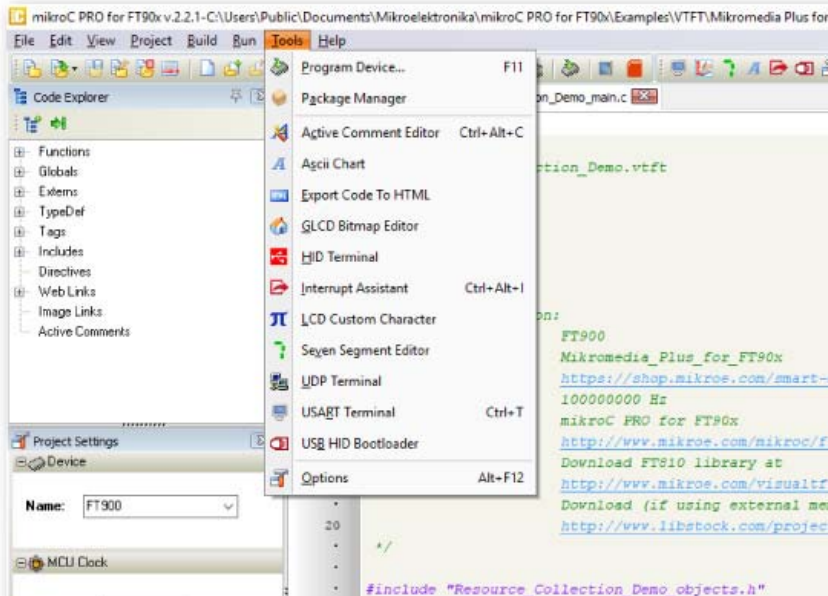 mikroC PRO for FT90x v.2.2.1-C:\Users\Public\Documents\Mikroelektronika\mikroC PRO for FT90x\Examples\VTFT\Mikromedia Plus for
File Edit View Project Build Run Tools Help
Code Explorer
Functions
Globals
Externs
TypeDef
Tags
Includes
Directives
Web Links
Image Links
Active Comments
Project Settings
Device
Name: FT900
MCU Clock
Program Device... F11
Package Manager
Active Comment Editor Ctrl+Alt+C
Ascii Chart
Export Code To HTML
GLCD Bitmap Editor
HID Terminal
Interrupt Assistant Ctrl+Alt+I
LCD Custom Character
Seven Segment Editor
UDP Terminal
USART Terminal Ctrl+T
USB HID Bootloader
Options Alt+F12
on_Demo_main.c
ction_Demo.vtft
on:
FT900
Mikromedia_Plus_for_FT90x
https://shop.mikroe.com/smart-
100000000 Hz
mikroC PRO for FT90x
http://www.mikroe.com/mikroc/f
Download FT810 library at
http://www.mikroe.com/visualtf
Download (if using external mem
20 http://www.libstock.com/projec
*/
#include "Resource_Collection_Demo_objects.h"